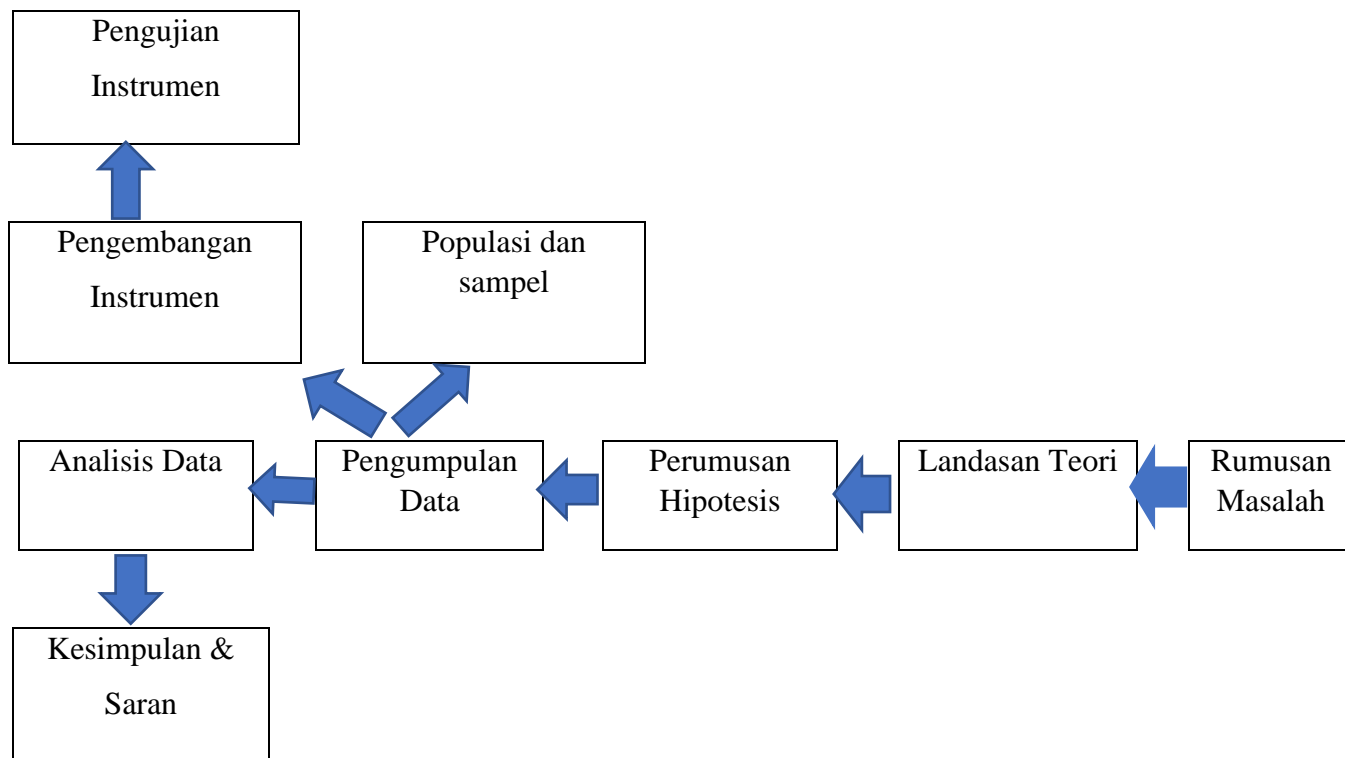 Pengujian
Instrumen
Pengembangan
Instrumen
Populasi dan
sampel
Analisis Data
Pengumpulan
Data
Perumusan
Hipotesis
Landasan Teori
Rumusan
Masalah
Kesimpulan &
Saran